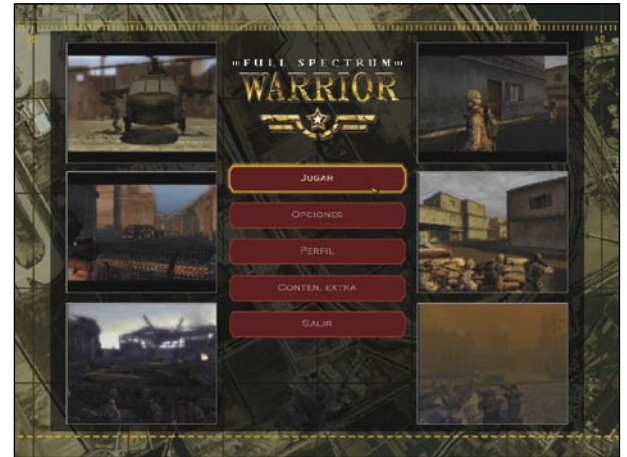 FULL SPECTRUM
WARRIOR
JUGAR
OPCIONES
PERFIL
CONTEN. EXTRA
SALIR